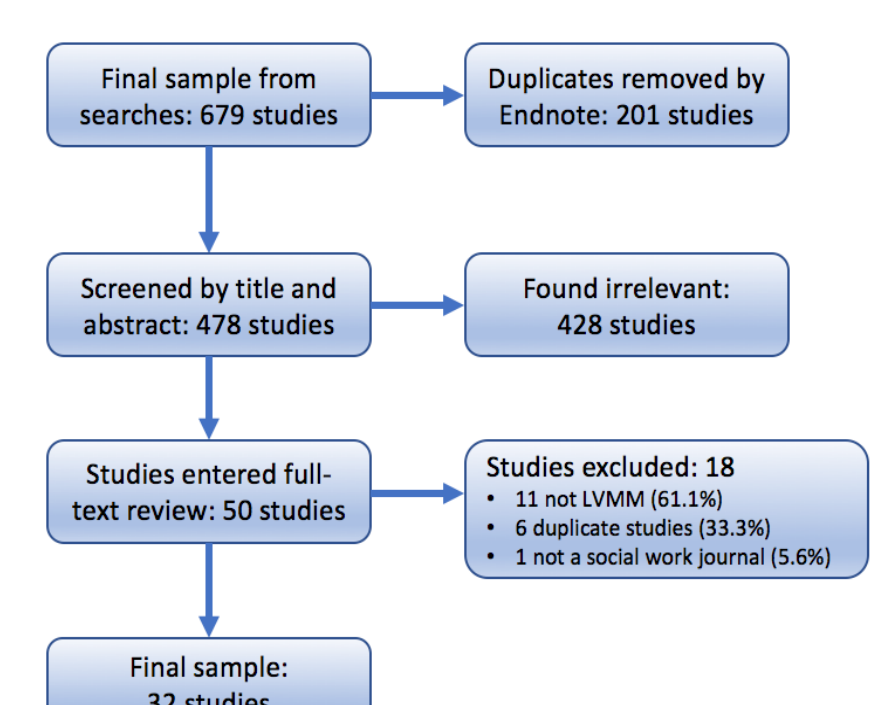 Final sample from
searches: 679 studies
Duplicates removed by
Endnote: 201 studies
Screened by title and
abstract: 478 studies
Found irrelevant:
428 studies
Studies entered full-
text review: 50 studies
Studies excluded: 18
• 11 not LVMM (61.1%)
• 6 duplicate studies (33.3%)
• 1 not a social work journal (5.6%)
Final sample:
32 studies